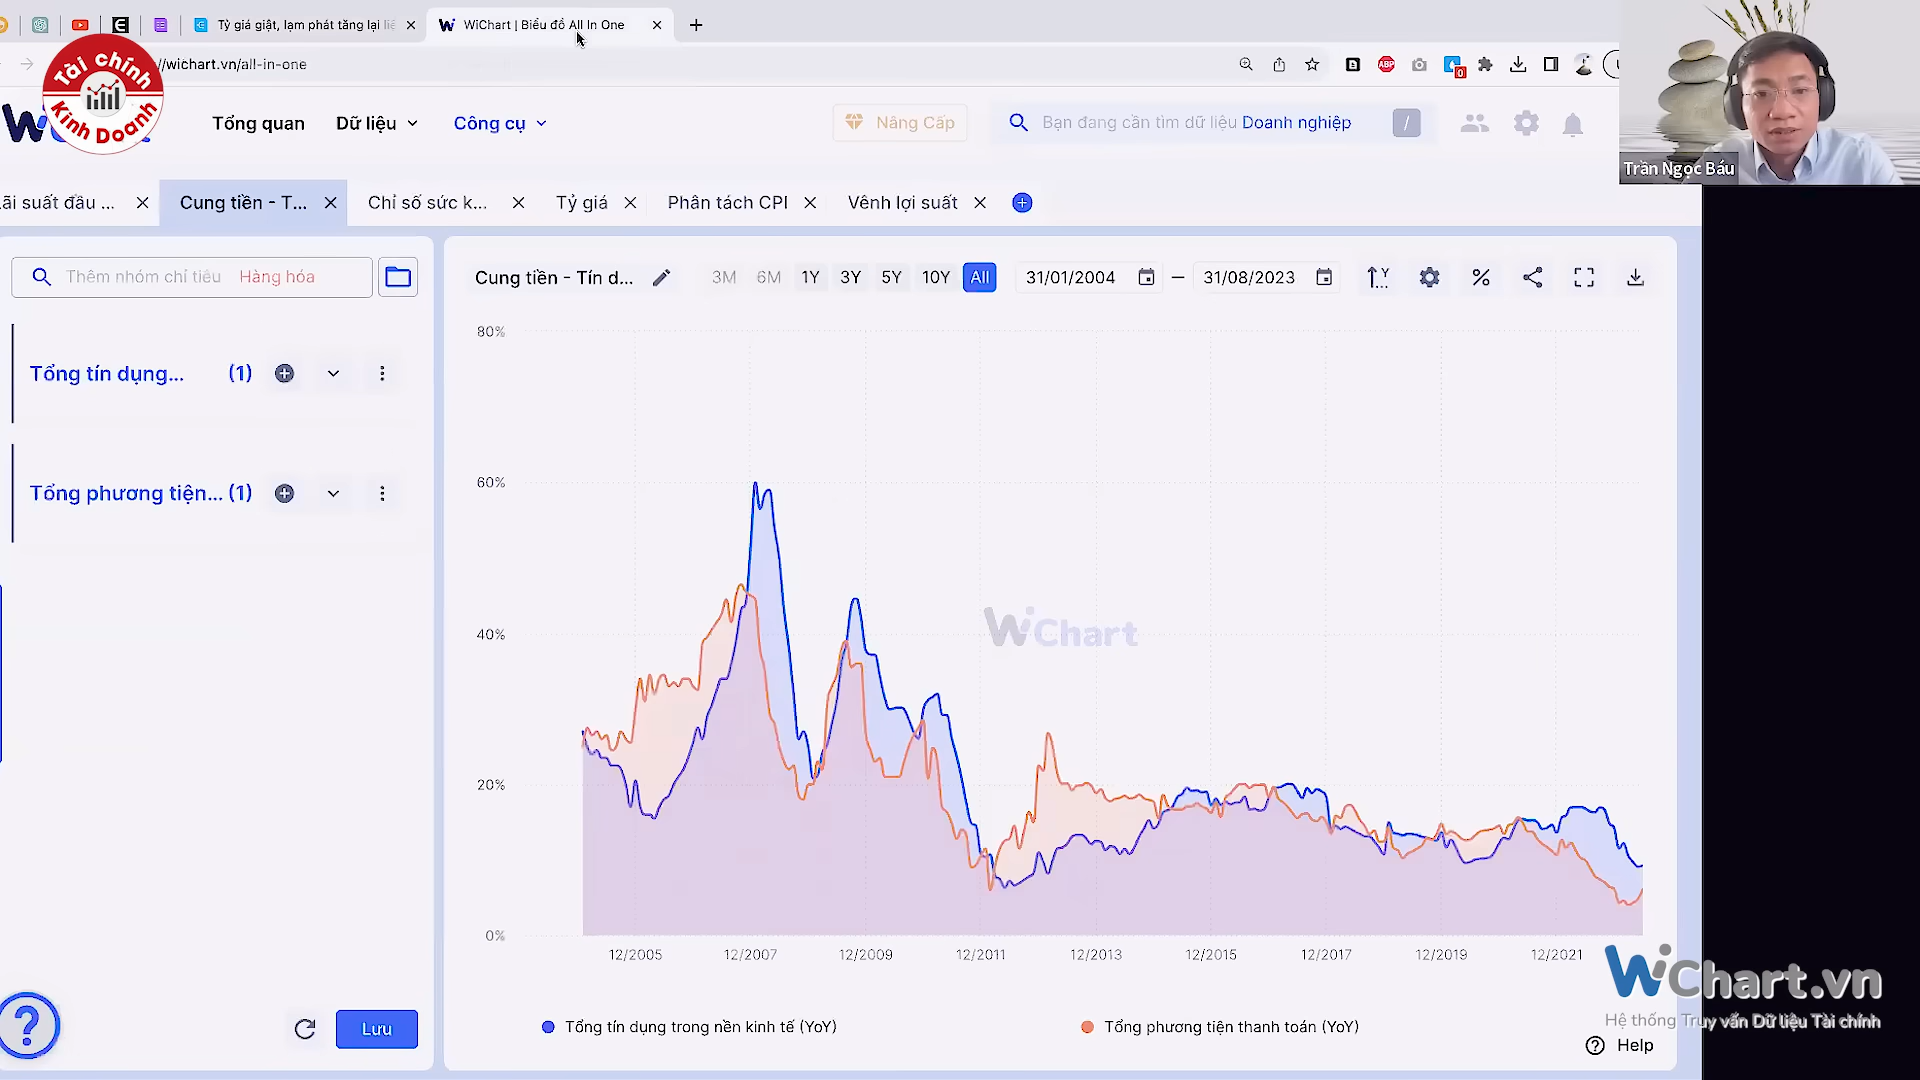 Tỷ giá giật, lạm phát tăng lại liê
WiChart | Biểu đồ All In One
//wichart.vn/all-in-one
ABP
0
Tài chính
Kinh Doanh
Tổng quan
Dữ liệu
Công cụ
Nâng Cấp
Bạn đang cần tìm dữ liệu Doanh nghiệp
/
Trần Ngọc Báu
Lãi suất đầu ...
Cung tiền - T...
Chỉ số sức k...
Tỷ giá
Phân tách CPI
Vênh lợi suất
Thêm nhóm chỉ tiêu Hàng hóa
Cung tiền - Tín d...
3M
6M
1Y
3Y
5Y
10Y
All
31/01/2004
–
31/08/2023
Tổng tín dụng... (1)
Tổng phương tiện... (1)
80%
60%
40%
20%
0%
WiChart
12/2005
12/2007
12/2009
12/2011
12/2013
12/2015
12/2017
12/2019
12/2021
Tổng tín dụng trong nền kinh tế (YoY)
Tổng phương tiện thanh toán (YoY)
Lưu
WiChart.vn
Hệ thống Truy vấn Dữ liệu Tài chính
Help